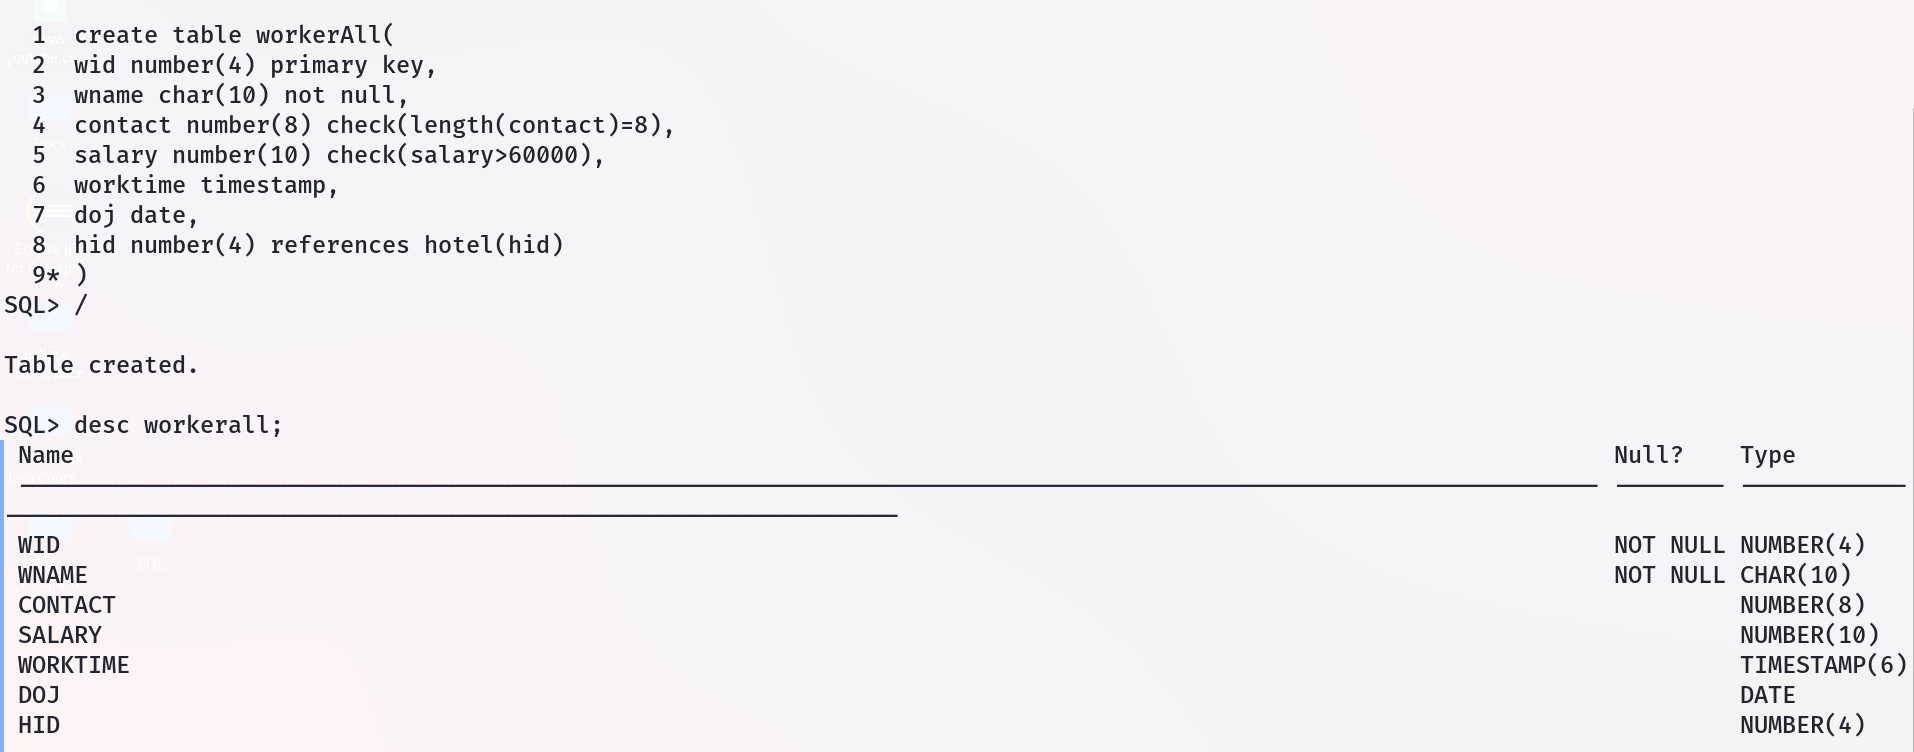 1 create table workerAll(
2 wid number(4) primary key,
3 wname char(10) not null,
4 contact number(8) check(length(contact)=8),
5 salary number(10) check(salary>60000),
6 worktime timestamp,
7 doj date,
8 hid number(4) references hotel(hid)
9* )
SQL> /
Table created.
SQL> desc workerall;
Name Null? Type
WID NOT NULL NUMBER(4)
WNAME NOT NULL CHAR(10)
CONTACT NUMBER(8)
SALARY NUMBER(10)
WORKTIME TIMESTAMP(6)
DOJ DATE
HID NUMBER(4)
SQL